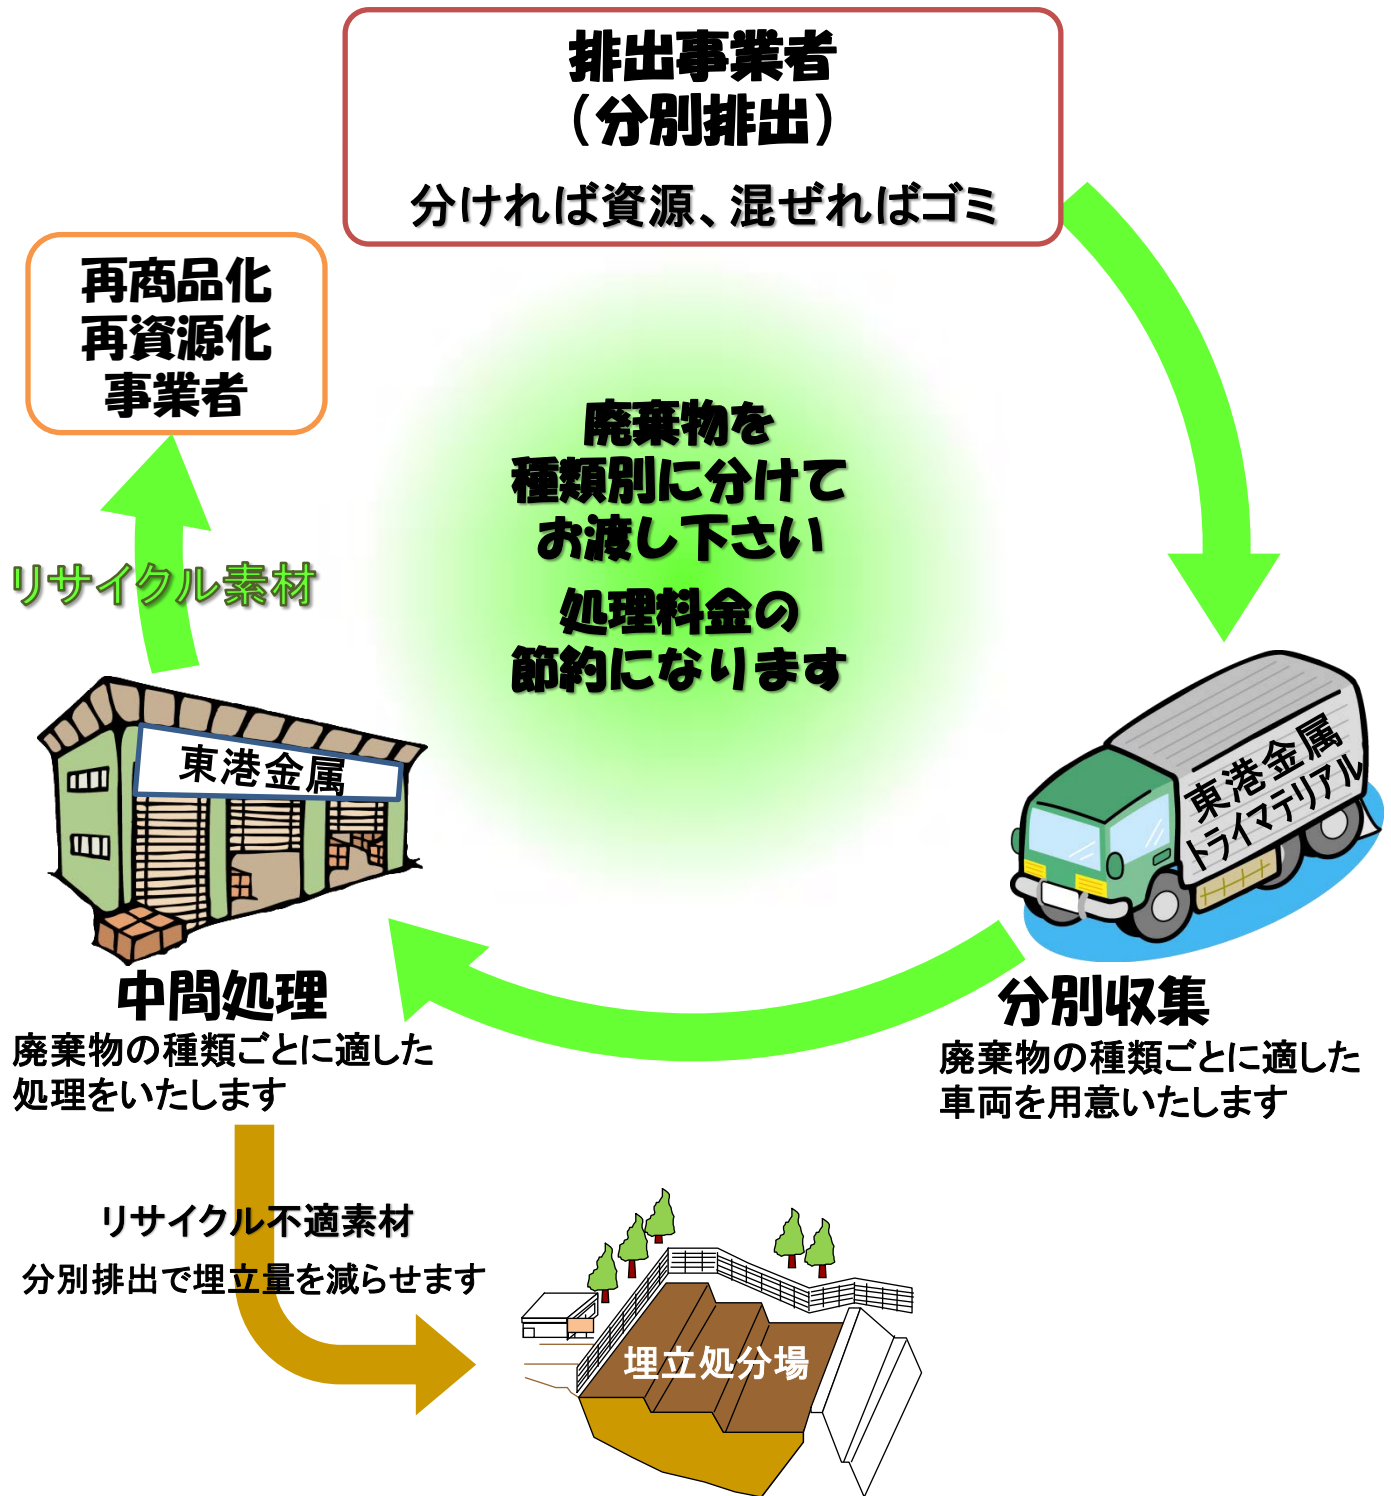 排出事業者
（分別排出）
分ければ資源、混ぜればゴミ
再商品化
再資源化
事業者
廃棄物を
種類別に分けて
お渡し下さい
処理料金の
節約になります
リサイクル素材
東港金属
東港金属
トライマテリアル
中間処理
廃棄物の種類ごとに適した
処理をいたします
分別収集
廃棄物の種類ごとに適した
車両を用意いたします
リサイクル不適素材
分別排出で埋立量を減らせます
埋立処分場